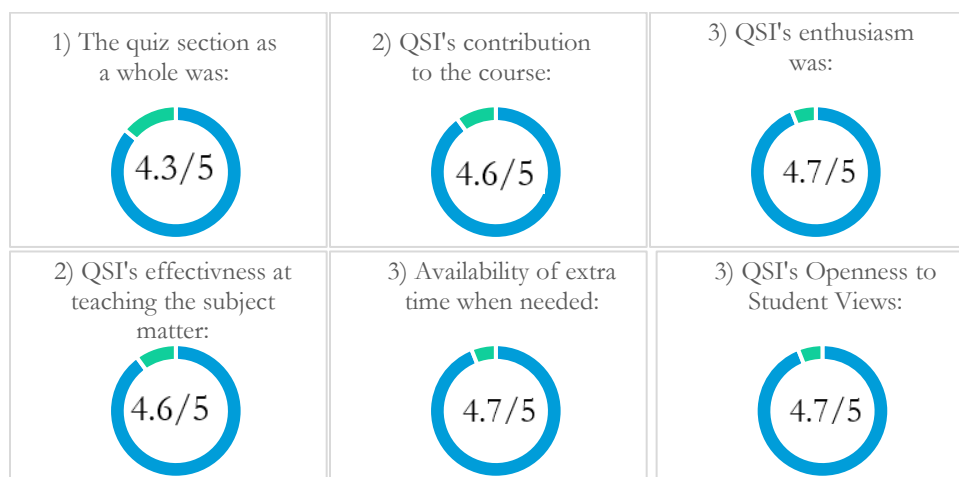 1) The quiz section as
a whole was:
4.3/5
2) QSI's contribution
to the course:
4.6/5
3) QSI's enthusiasm
was:
4.7/5
2) QSI's effectivness at
teaching the subject
matter:
4.6/5
3) Availability of extra
time when needed:
4.7/5
3) QSI's Openness to
Student Views:
4.7/5